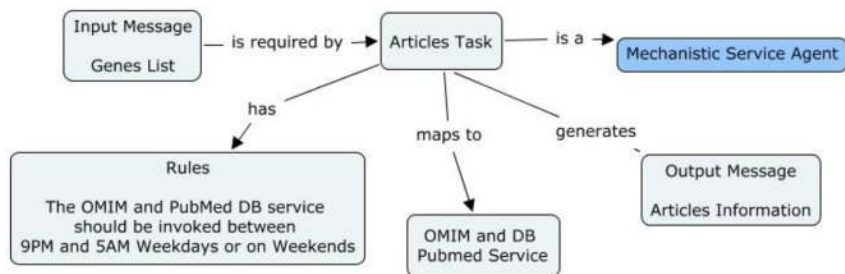 Input Message
Genes List
is required by
Articles Task
is a
Mechanistic Service Agent
has
maps to
generates
Rules
The OMIM and PubMed DB service
should be invoked between
9PM and 5AM Weekdays or on Weekends
OMIM and DB
Pubmed Service
Output Message
Articles Information